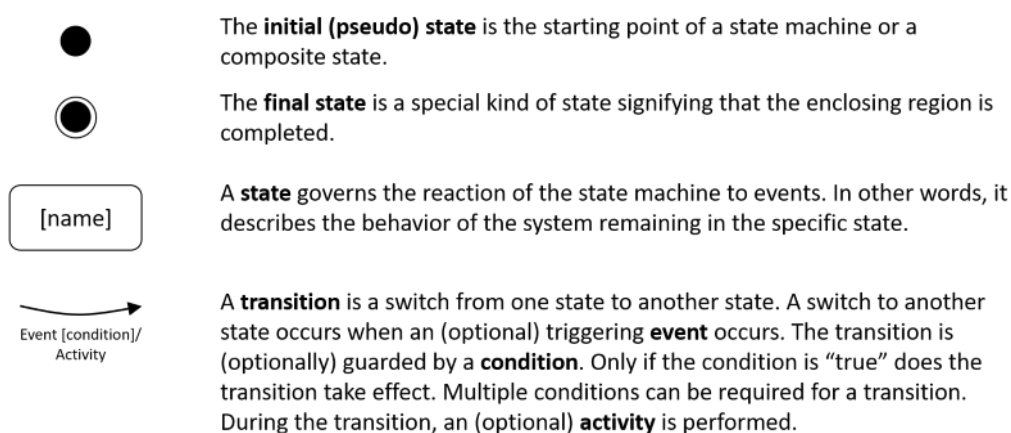 The initial (pseudo) state is the starting point of a state machine or a
composite state.
The final state is a special kind of state signifying that the enclosing region is
completed.
[name]
A state governs the reaction of the state machine to events. In other words, it
describes the behavior of the system remaining in the specific state.
Event [condition]/
Activity
A transition is a switch from one state to another state. A switch to another
state occurs when an (optional) triggering event occurs. The transition is
(optionally) guarded by a condition. Only if the condition is “true” does the
transition take effect. Multiple conditions can be required for a transition.
During the transition, an (optional) activity is performed.